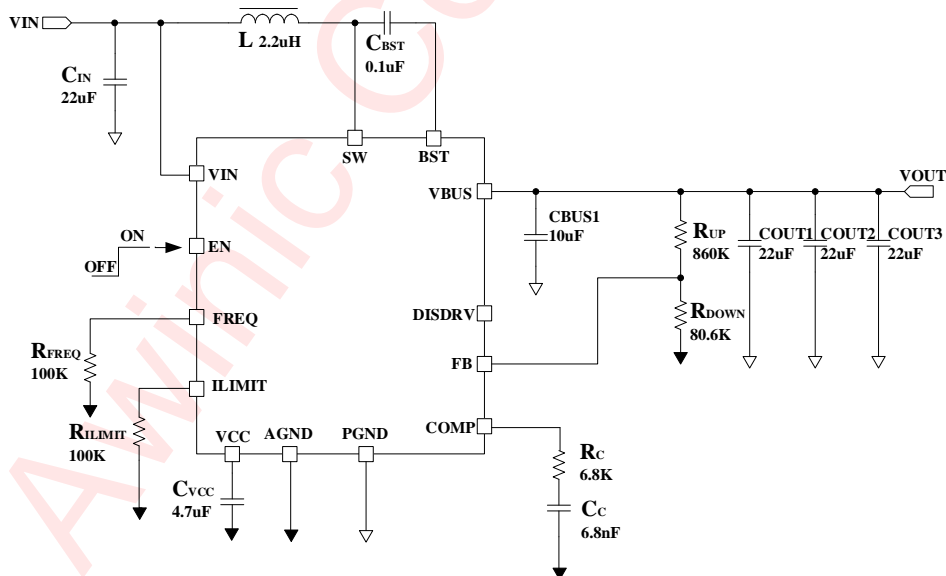 VIN
L 2.2uH
CBST
0.1uF
CIN
22uF
SW
BST
VIN
VBUS
VOUT
CBUS1
10uF
RUP
860K
COUT1
22uF
COUT2
22uF
COUT3
22uF
ON
OFF
EN
FREQ
DISDRV
RDOWN
80.6K
RFREQ
100K
FB
ILIMIT
RILIMIT
100K
VCC
AGND
PGND
COMP
RC
6.8K
CVCC
4.7uF
CC
6.8nF
Awinic Co